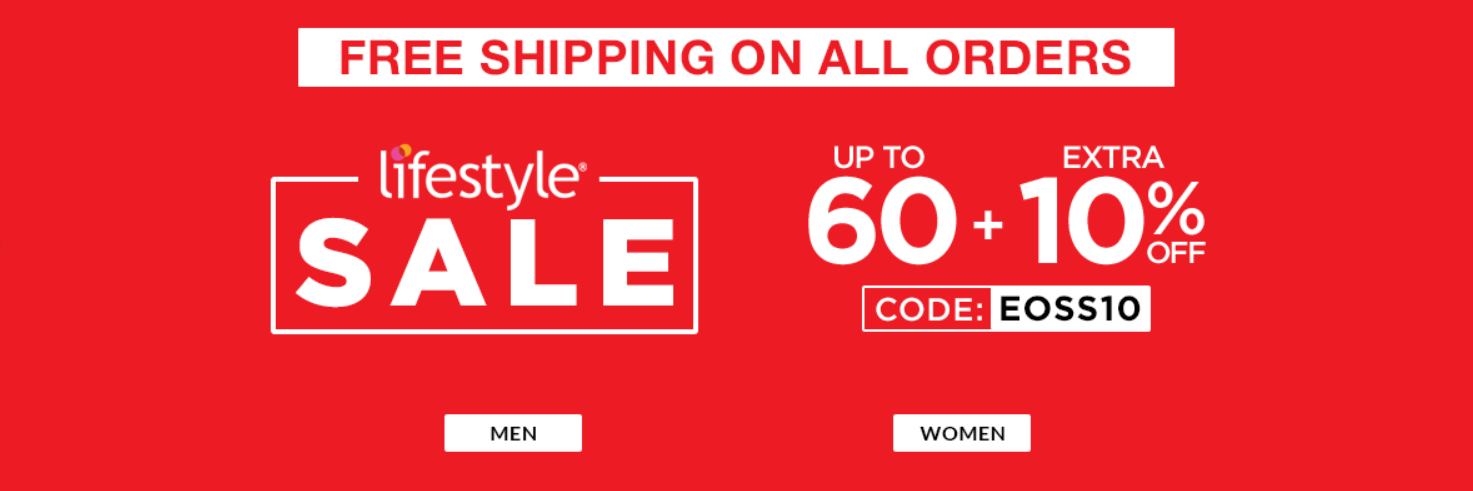 FREE SHIPPING ON ALL ORDERS
lifestyle®
SALE
UP TO EXTRA
60 + 10% OFF
CODE: EOSS10
MEN
WOMEN